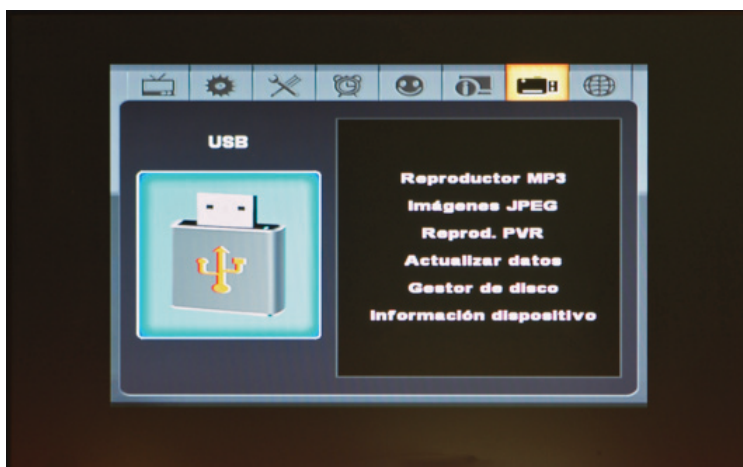 USB
Reproductor MP3
Imágenes JPEG
Reprod. PVR
Actualizar datos
Gestor de disco
Información dispositivo